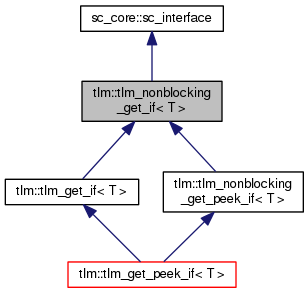 sc_core::sc_interface
tlm::tlm_nonblocking
_get_if< T >
tlm::tlm_get_if< T >
tlm::tlm_nonblocking
_get_peek_if< T >
tlm::tlm_get_peek_if< T >